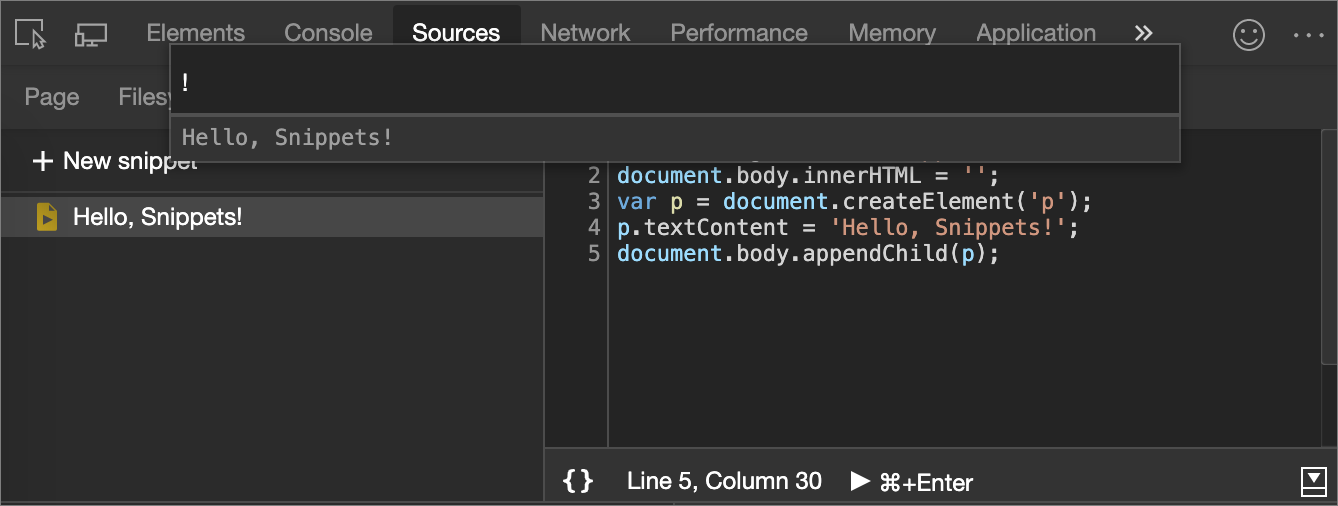 Elements Console Sources Network Performance Memory Application
!
Page
Hello, Snippets!
+ New snippet
Hello, Snippets!
2 document.body.innerHTML = '';
3 var p = document.createElement('p');
4 p.textContent = 'Hello, Snippets!';
5 document.body.appendChild(p);
{} Line 5, Column 30 ⌘+Enter